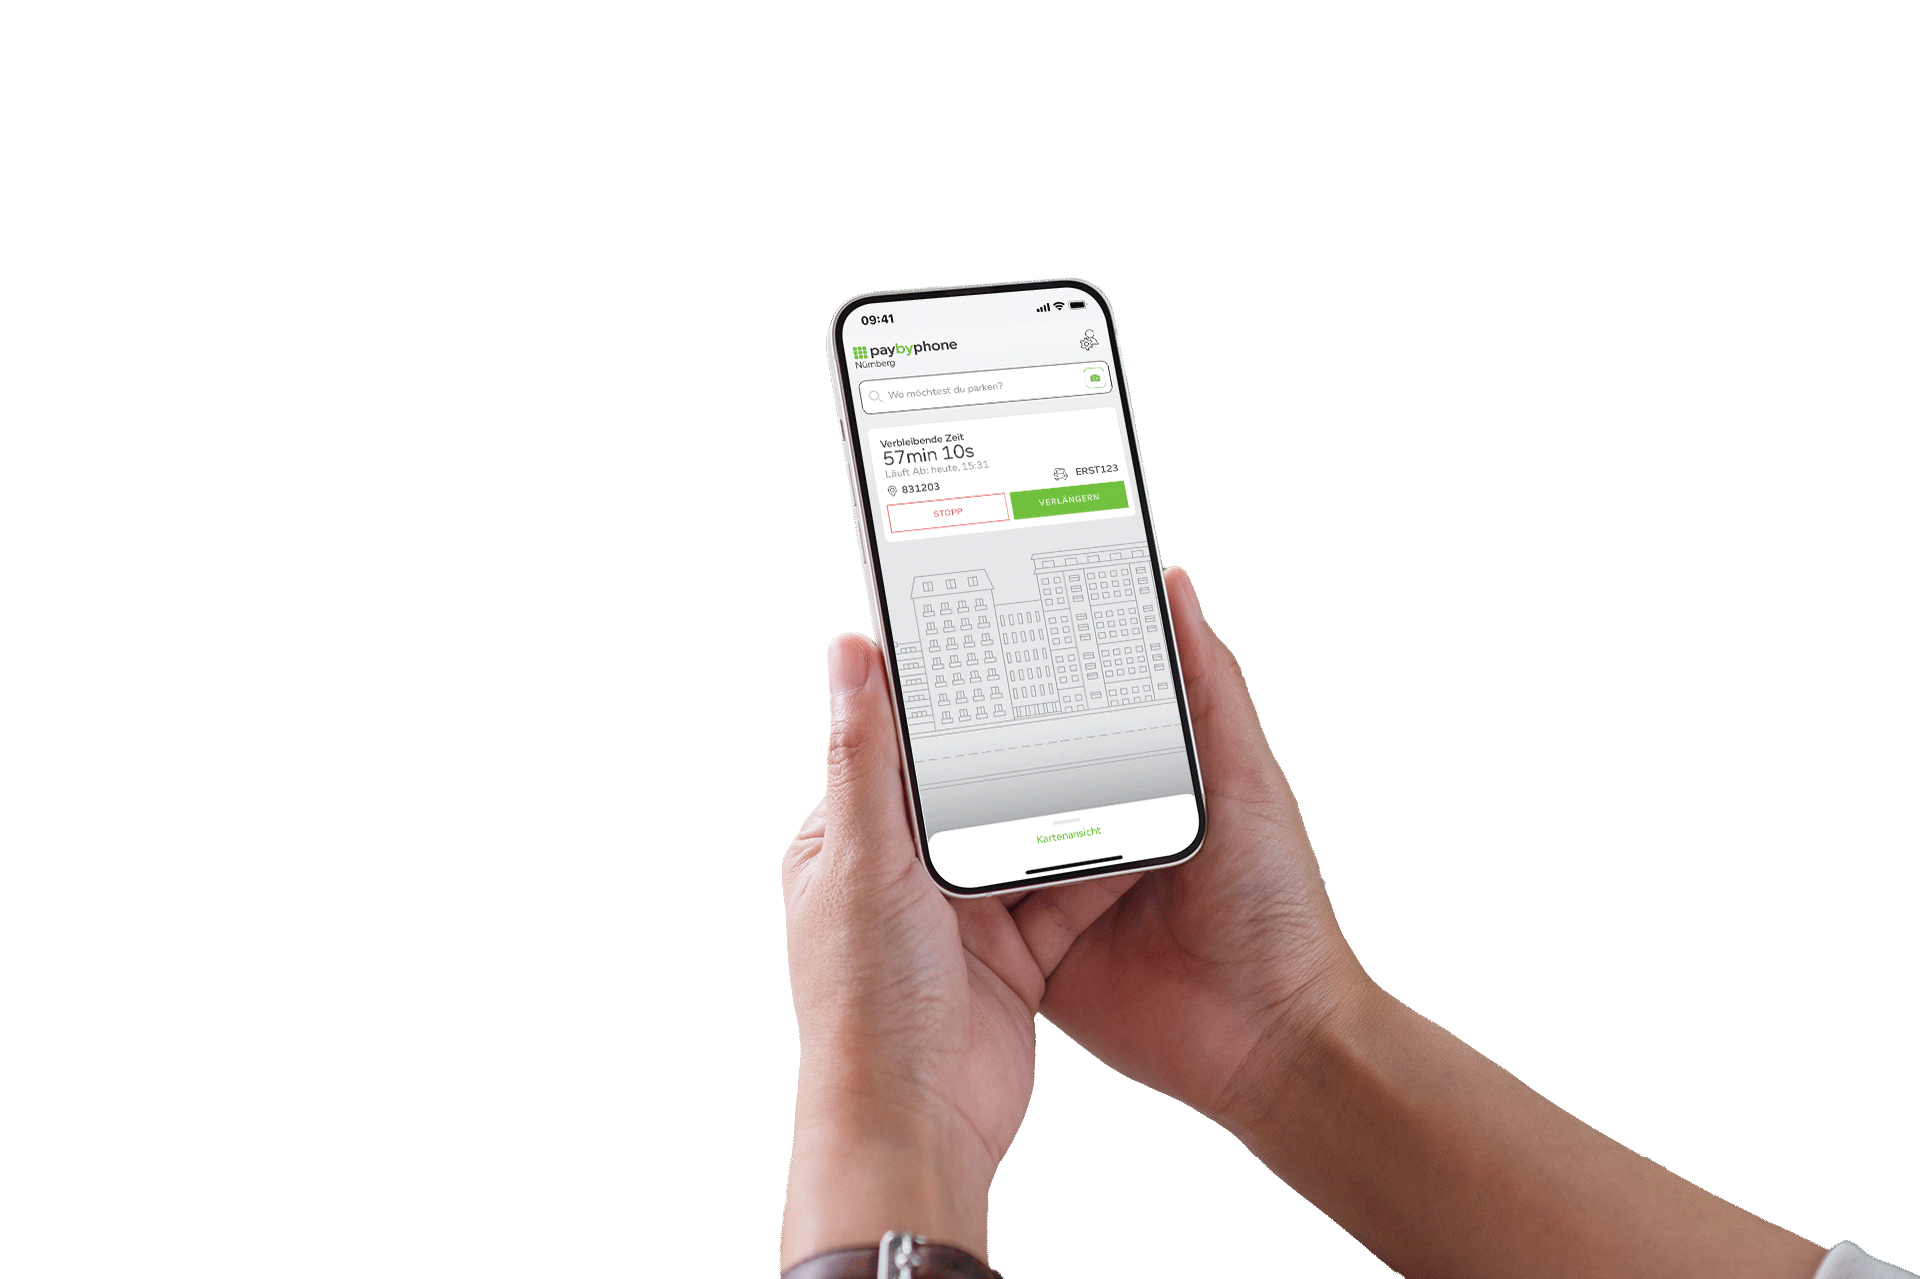 09:41
paybyphone
Nürnberg
Wo möchtest du parken?
Verbleibende Zeit
57min 10s
Läuft Ab: heute, 15:31
831203
ERST123
STOPP
VERLÄNGERN
Kartenansicht